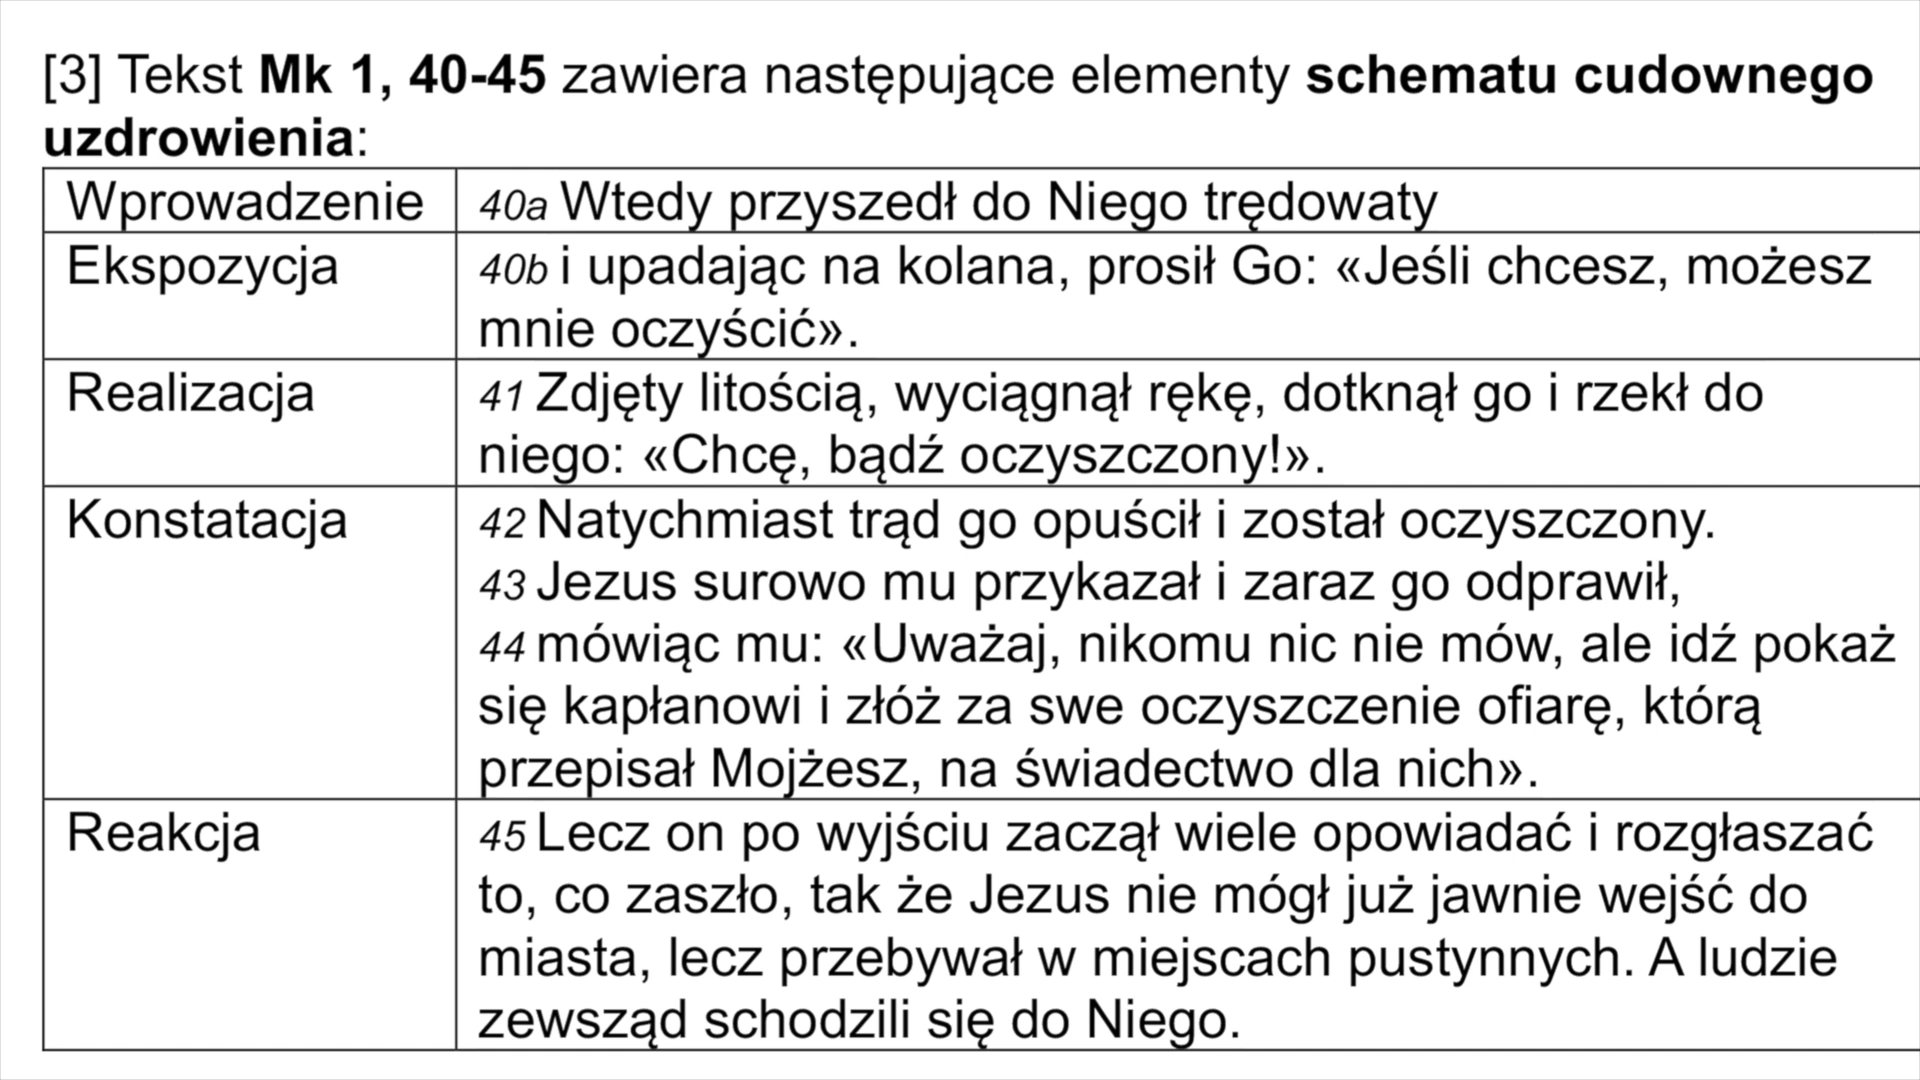 [3] Tekst Mk 1, 40-45 zawiera następujące elementy schematu cudownego
uzdrowienia:
Wprowadzenie 40a Wtedy przyszedł do Niego trędowaty
Ekspozycja 40b i upadając na kolana, prosił Go: «Jeśli chcesz, możesz
mnie oczyścić».
Realizacja 41 Zdjęty litością, wyciągnął rękę, dotknął go i rzekł do
niego: «Chcę, bądź oczyszczony!».
Konstatacja 42 Natychmiast trąd go opuścił i został oczyszczony.
43 Jezus surowo mu przykazał i zaraz go odprawił,
44 mówiąc mu: «Uważaj, nikomu nic nie mów, ale idź pokaż
się kapłanowi i złóż za swe oczyszczenie ofiarę, którą
przepisał Mojżesz, na świadectwo dla nich».
Reakcja 45 Lecz on po wyjściu zaczął wiele opowiadać i rozgłaszać
to, co zaszło, tak że Jezus nie mógł już jawnie wejść do
miasta, lecz przebywał w miejscach pustynnych. A ludzie
zewsząd schodzili się do Niego.